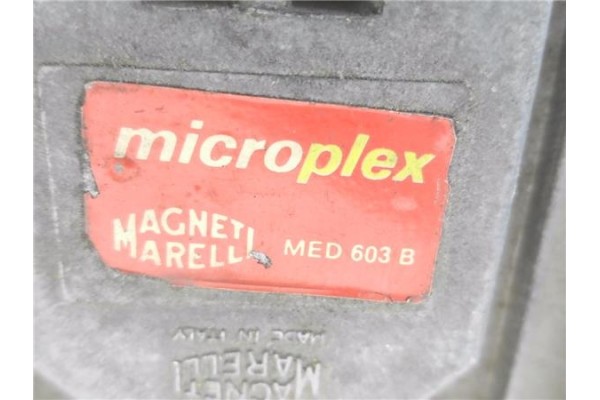 microplex
MAGNETI
MARELLI
MED 603 B
MADE IN ITALY
MAGNETI
MARELLI